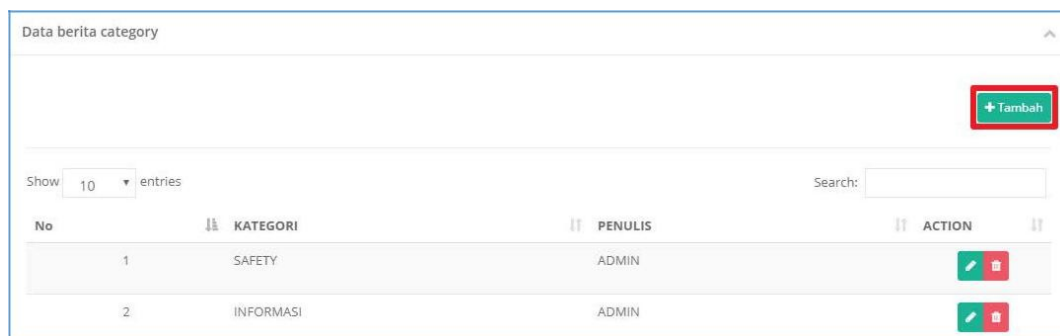 Data berita category
+ Tambah
Show 10 entries Search:
No KATEGORI PENULIS ACTION
1 SAFETY ADMIN
2 INFORMASI ADMIN